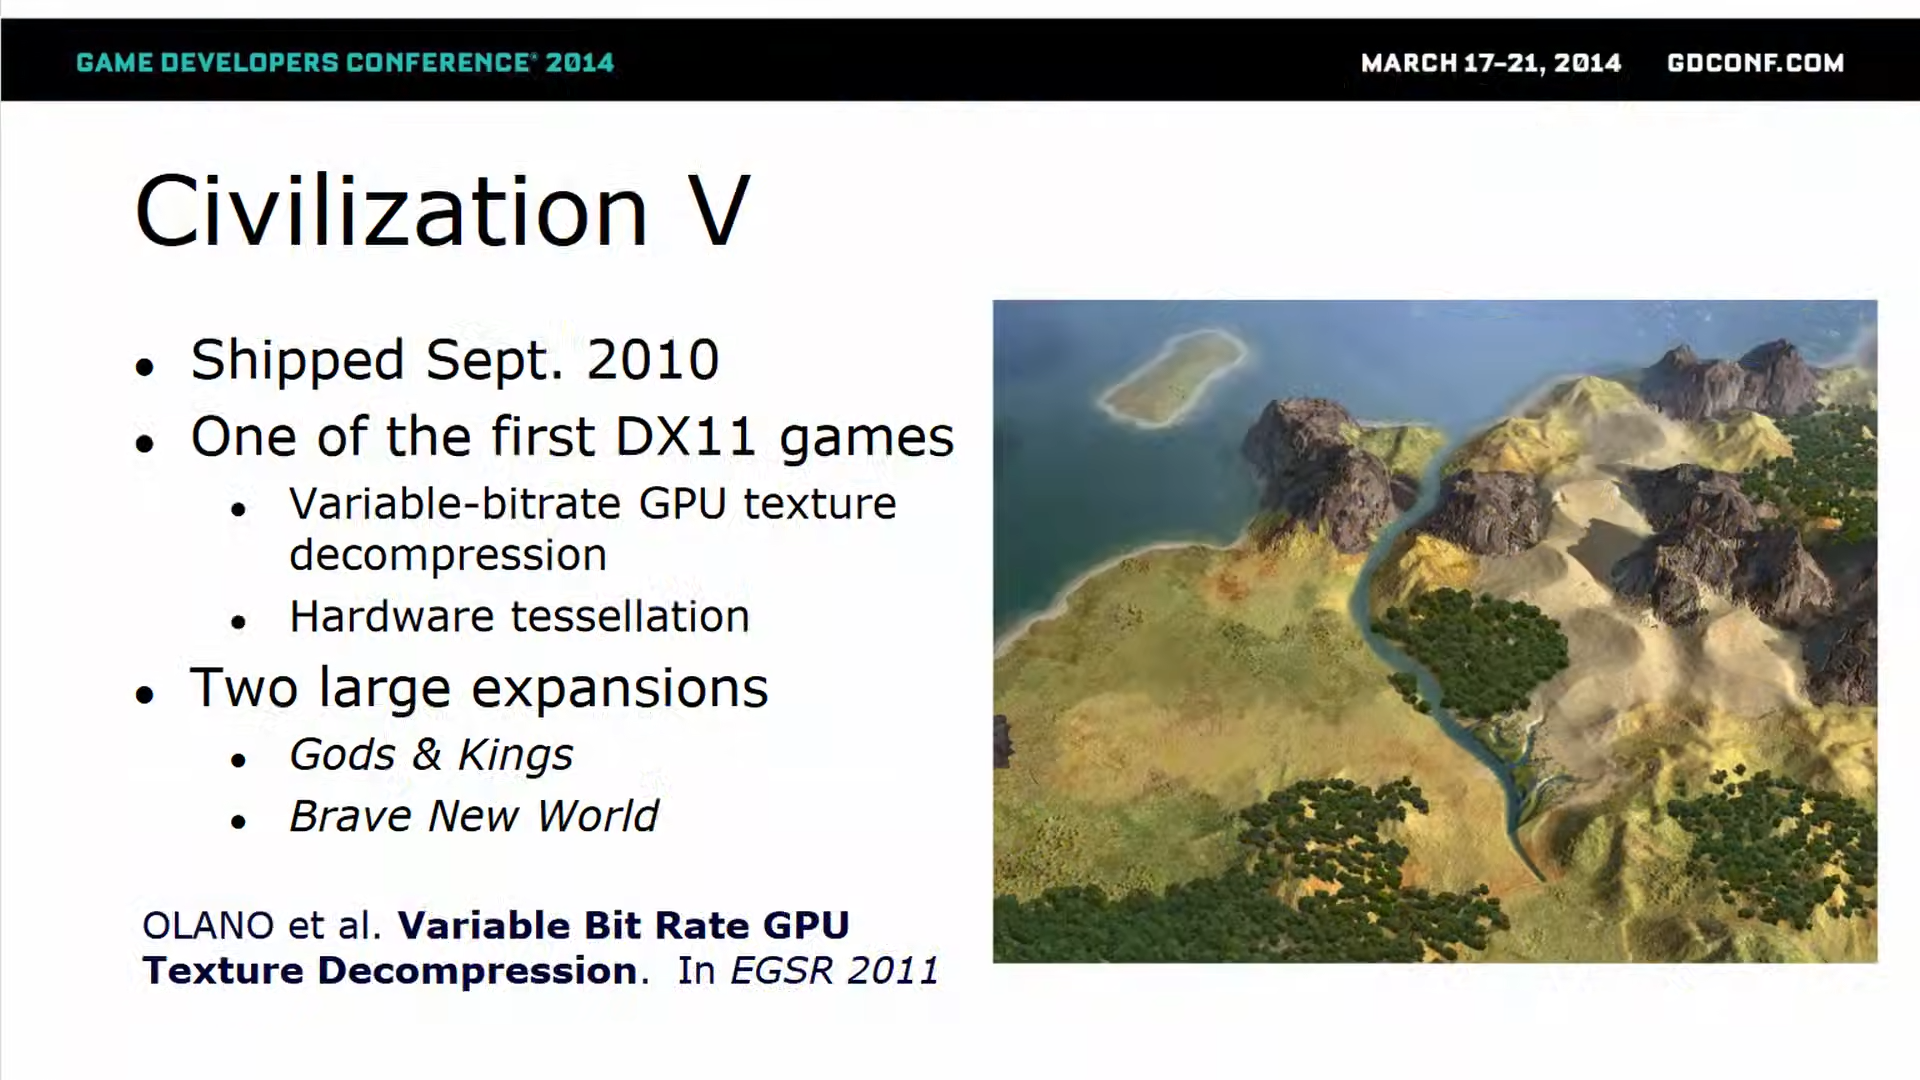 GAME DEVELOPERS CONFERENCE® 2014
MARCH 17–21, 2014 GDCONF.COM
Civilization V
• Shipped Sept. 2010
• One of the first DX11 games
• Variable-bitrate GPU texture
decompression
• Hardware tessellation
• Two large expansions
• Gods & Kings
• Brave New World
OLANO et al. Variable Bit Rate GPU
Texture Decompression. In EGSR 2011